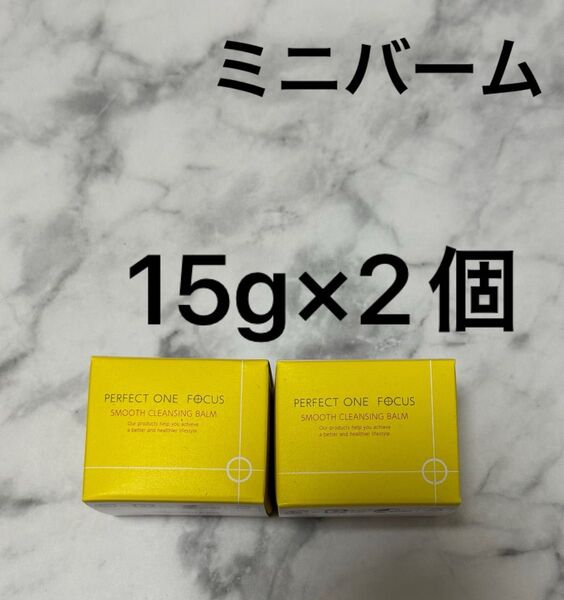 ミニバーム
15g×2個
PERFECT ONE FOCUS
SMOOTH CLEANSING BALM
Our products help you achieve
a better and healthier lifestyle.
PERFECT ONE FOCUS
SMOOTH CLEANSING BALM
Our products help you achieve
a better and healthier lifestyle.